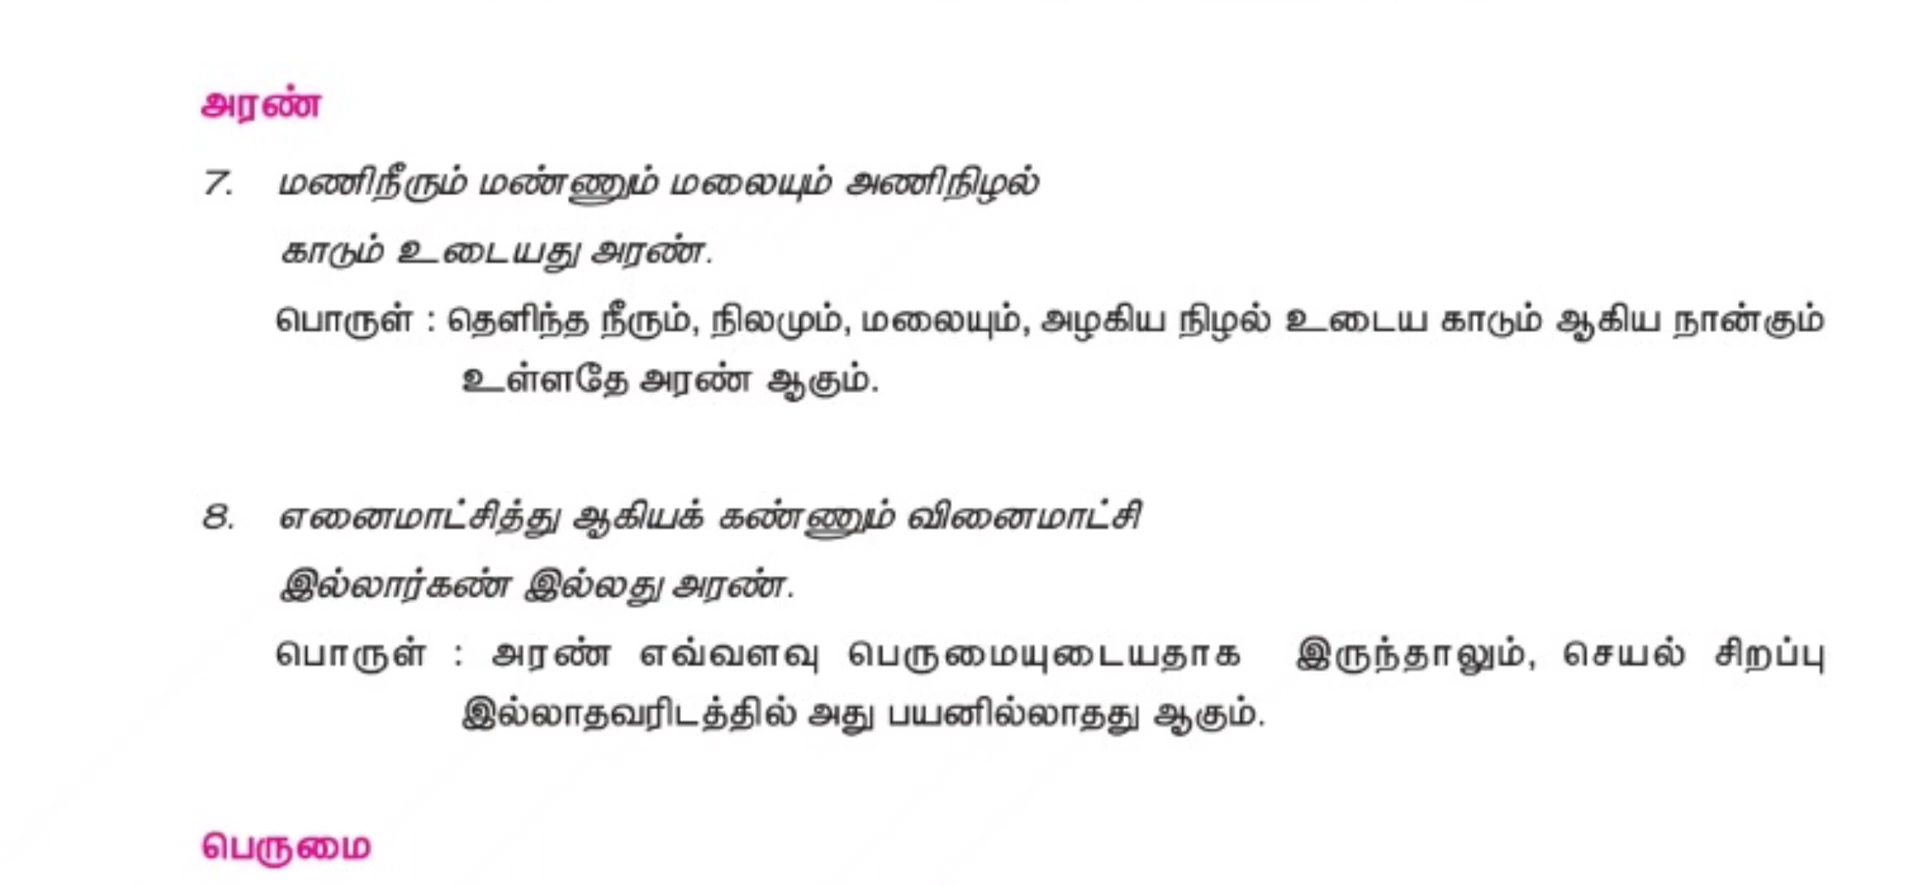 அரண்
7. மணிநீரும் மண்ணும் மலையும் அணிநிழல்
காடும் உடையது அரண்.
பொருள் : தெளிந்த நீரும், நிலமும், மலையும், அழகிய நிழல் உடைய காடும் ஆகிய நான்கும்
உள்ளதே அரண் ஆகும்.
8. எனைமாட்சித்து ஆகியக் கண்ணும் வினைமாட்சி
இல்லார்கண் இல்லது அரண்.
பொருள் : அரண் எவ்வளவு பெருமையுடையதாக இருந்தாலும், செயல் சிறப்பு
இல்லாதவரிடத்தில் அது பயனில்லாதது ஆகும்.
பெருமை